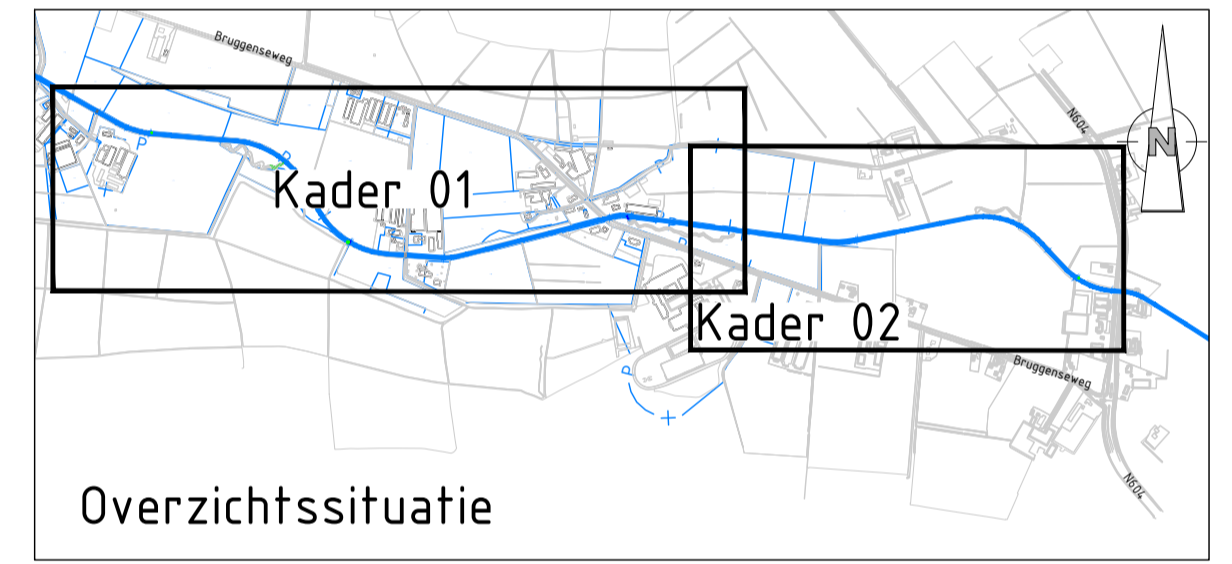 Bruggenseweg
N604
N
P
P
Kader 01
P
P
P
Kader 02
Bruggenseweg
P
N604
Overzichtssituatie